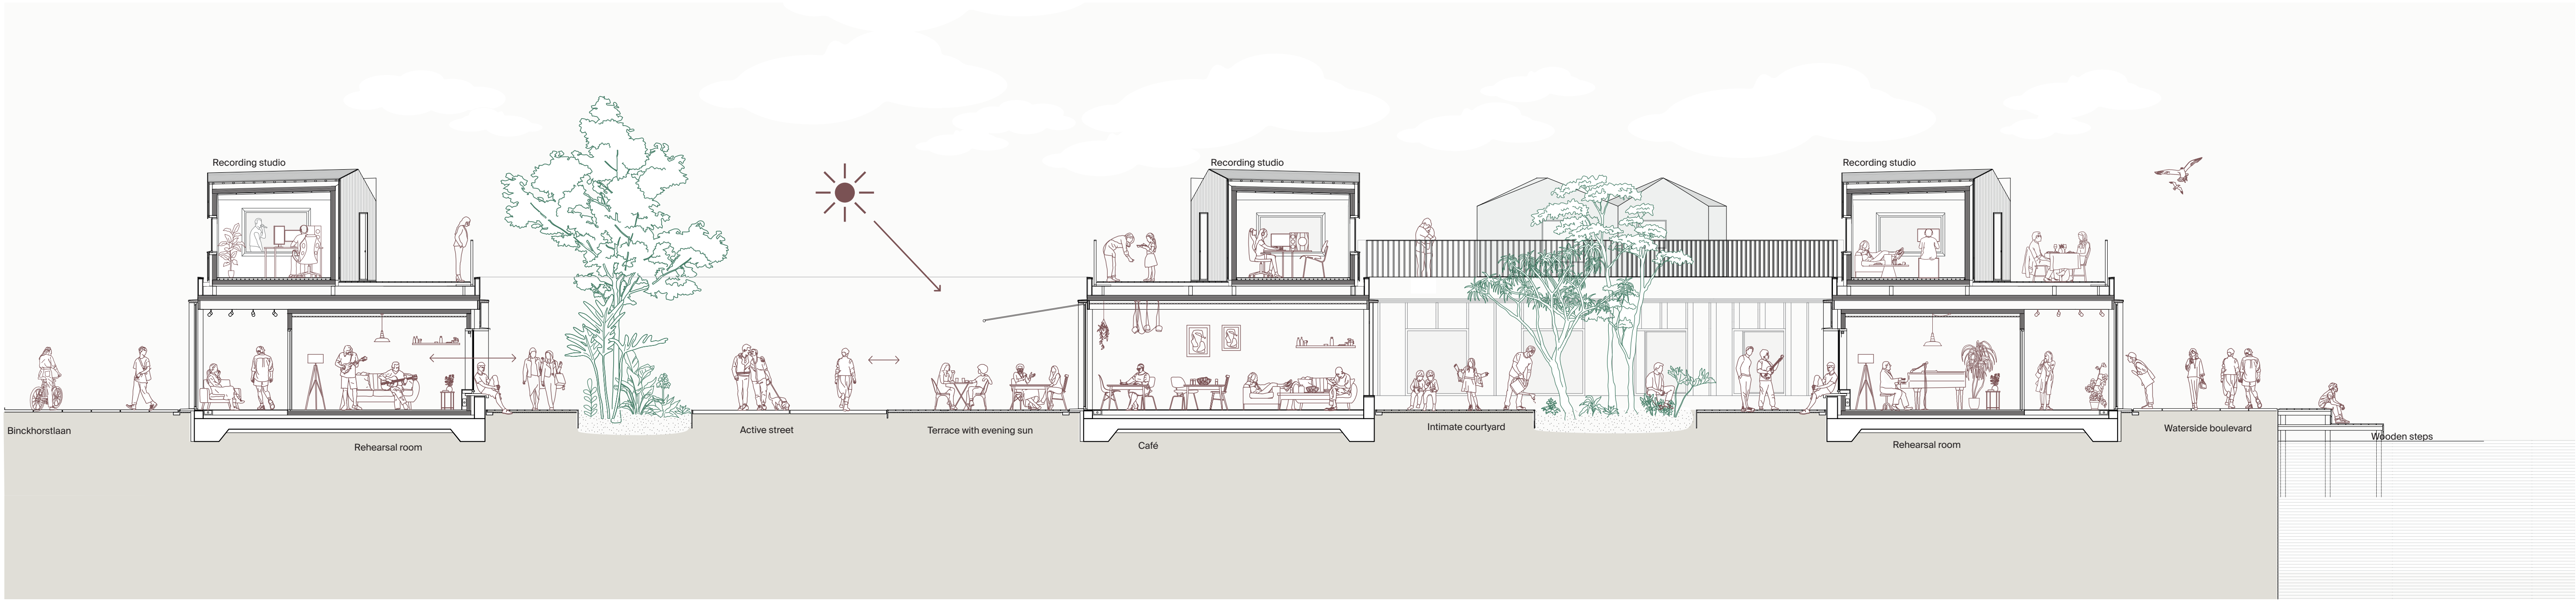 Recording studio
Recording studio
Recording studio
Binckhorstlaan
Rehearsal room
Active street
Terrace with evening sun
Café
Intimate courtyard
Rehearsal room
Waterside boulevard
Wooden steps